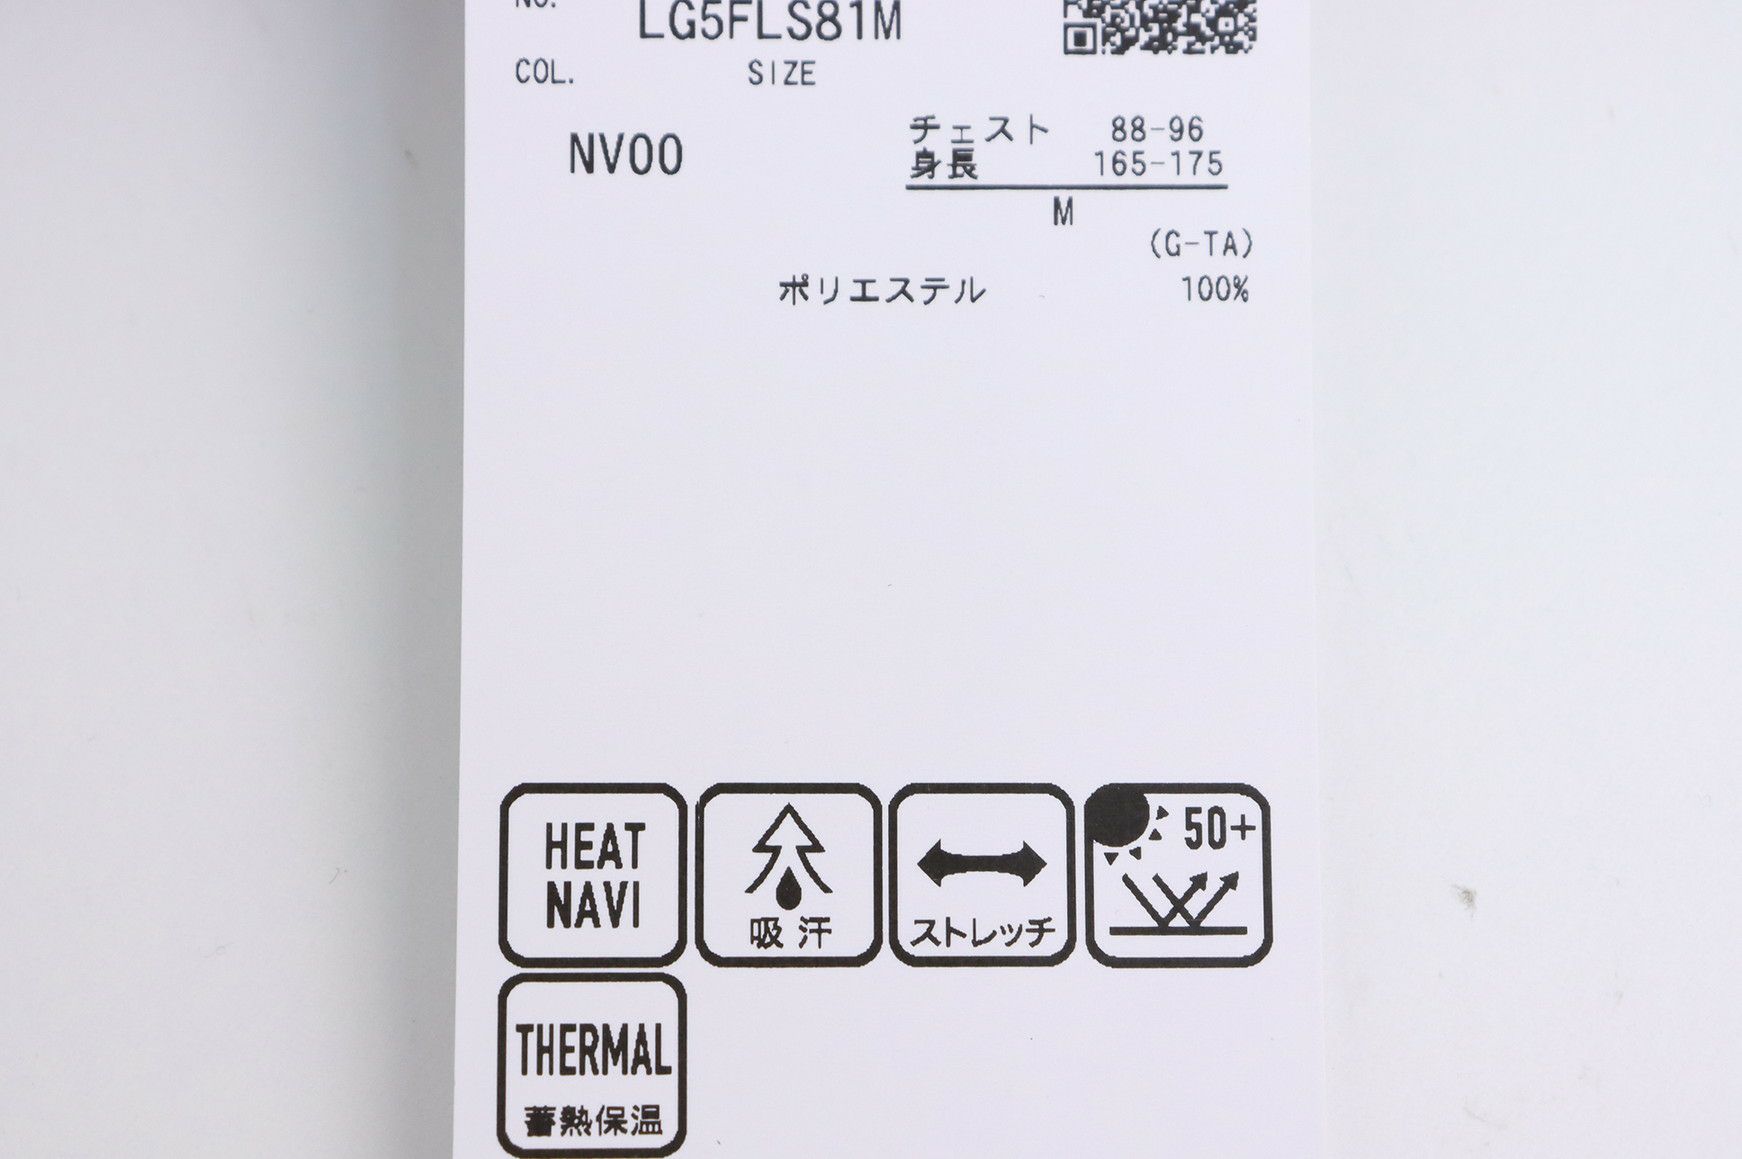 NO.
LG5FLS81M
COL. SIZE
チェスト 88-96
NV00
身長 165-175
M
(G-TA)
ポリエステル 100%
HEAT
NAVI
吸汗
ストレッチ
50+
THERMAL
蓄熱保温